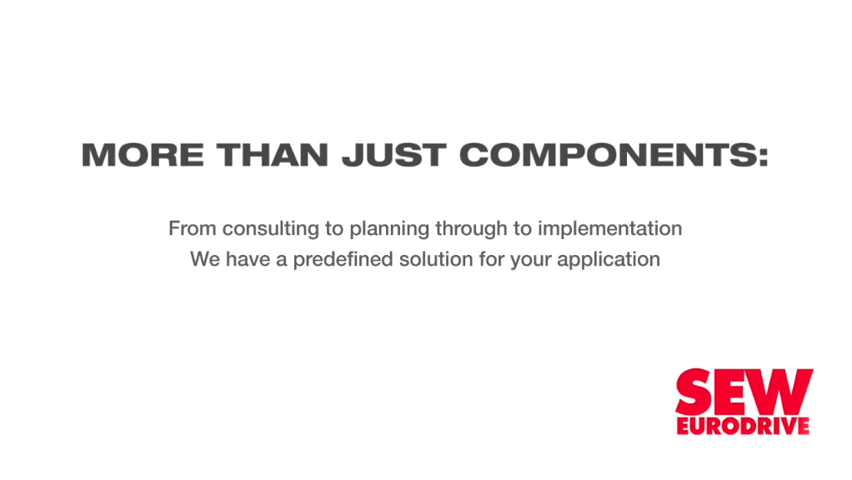 MORE THAN JUST COMPONENTS:
From consulting to planning through to implementation
We have a predefined solution for your application
SEW
EURODRIVE